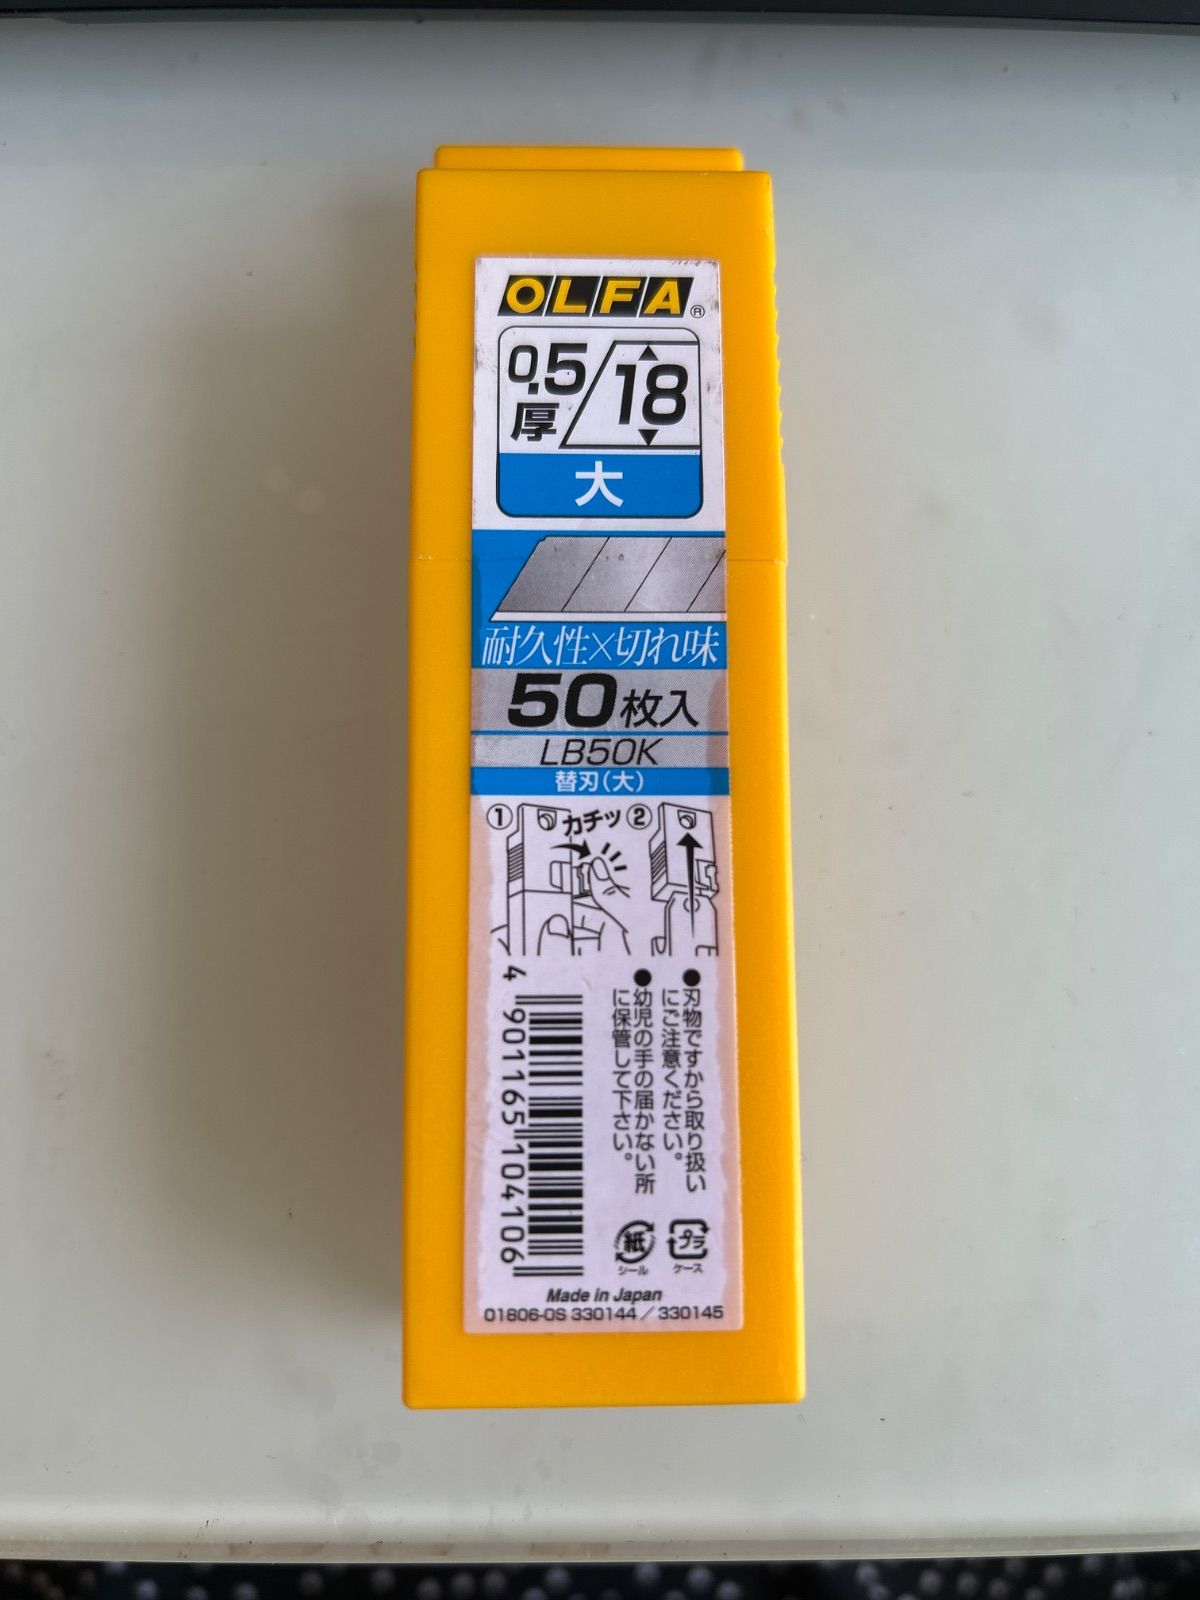 OLFA®
0.5厚
18
大
耐久性×切れ味
50枚入
LB50K
替刃(大)
① カチッ ②
●刃物ですから取り扱い
にご注意ください。
●幼児の手の届かない所
に保管して下さい。
4 901165 104106
紙 プラ
シール ケース
Made in Japan
01806-0S 330144/330145